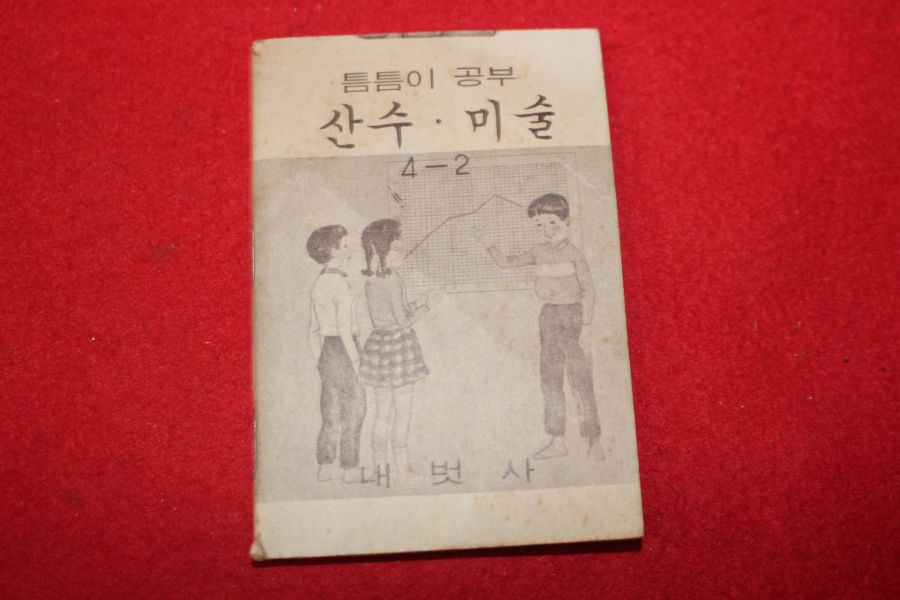 틈틈이 공부
산수 · 미술
4-2
내 벗 사